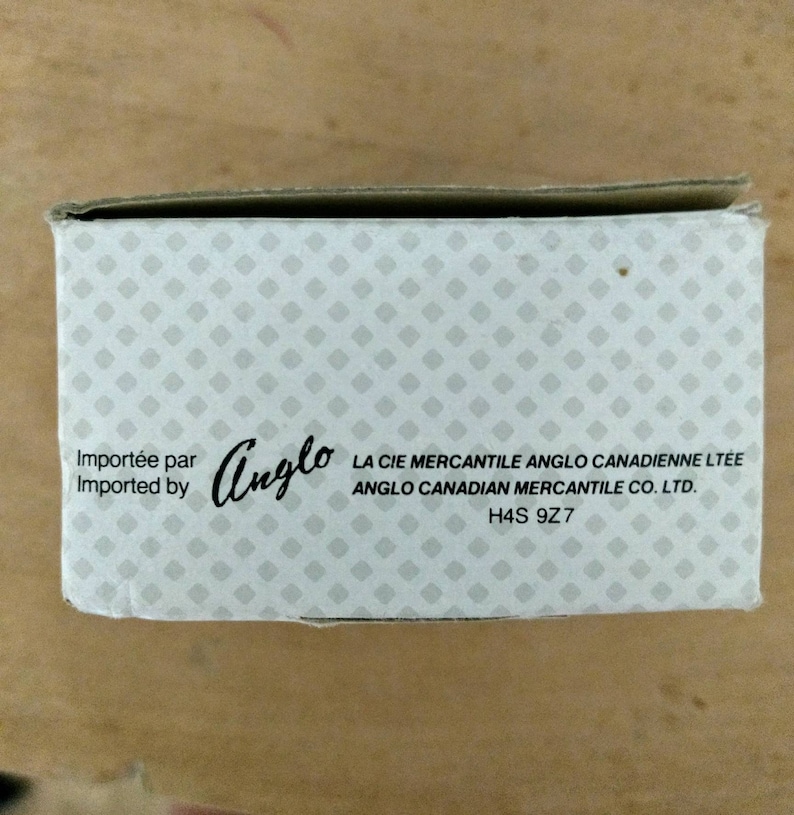 Importée par
Imported by
Anglo
LA CIE MERCANTILE ANGLO CANADIENNE LTÉE
ANGLO CANADIAN MERCANTILE CO. LTD.
H4S 9Z7